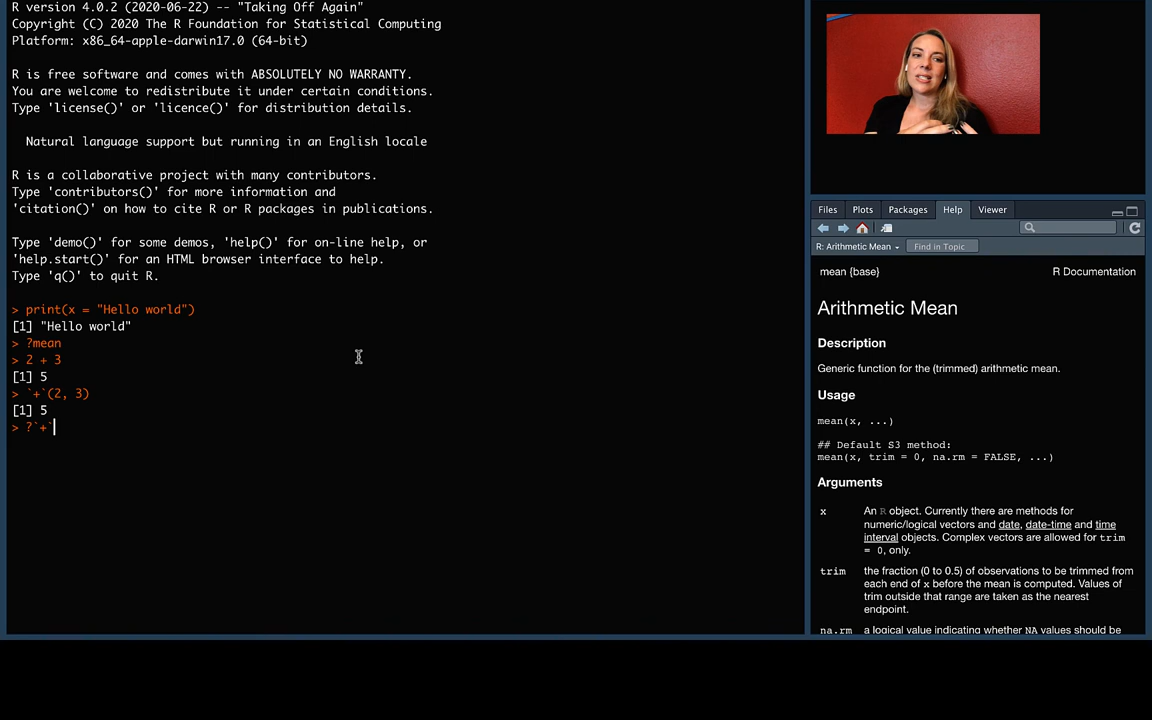 R version 4.0.2 (2020-06-22) -- "Taking Off Again"
Copyright (C) 2020 The R Foundation for Statistical Computing
Platform: x86_64-apple-darwin17.0 (64-bit)
R is free software and comes with ABSOLUTELY NO WARRANTY.
You are welcome to redistribute it under certain conditions.
Type 'license()' or 'licence()' for distribution details.
Natural language support but running in an English locale
R is a collaborative project with many contributors.
Type 'contributors()' for more information and
'citation()' on how to cite R or R packages in publications.
Type 'demo()' for some demos, 'help()' for on-line help, or
'help.start()' for an HTML browser interface to help.
Type 'q()' to quit R.
> print(x = "Hello world")
[1] "Hello world"
> ?mean
> 2 + 3
[1] 5
> `+`(2, 3)
[1] 5
> ?`+`
Files Plots Packages Help Viewer
R: Arithmetic Mean Find in Topic
mean {base} R Documentation
Arithmetic Mean
Description
Generic function for the (trimmed) arithmetic mean.
Usage
mean(x, ...)
## Default S3 method:
mean(x, trim = 0, na.rm = FALSE, ...)
Arguments
x An R object. Currently there are methods for
numeric/logical vectors and date, date-time and time
interval objects. Complex vectors are allowed for trim
= 0, only.
trim the fraction (0 to 0.5) of observations to be trimmed from
each end of x before the mean is computed. Values of
trim outside that range are taken as the nearest
endpoint.
na.rm a logical value indicating whether NA values should be